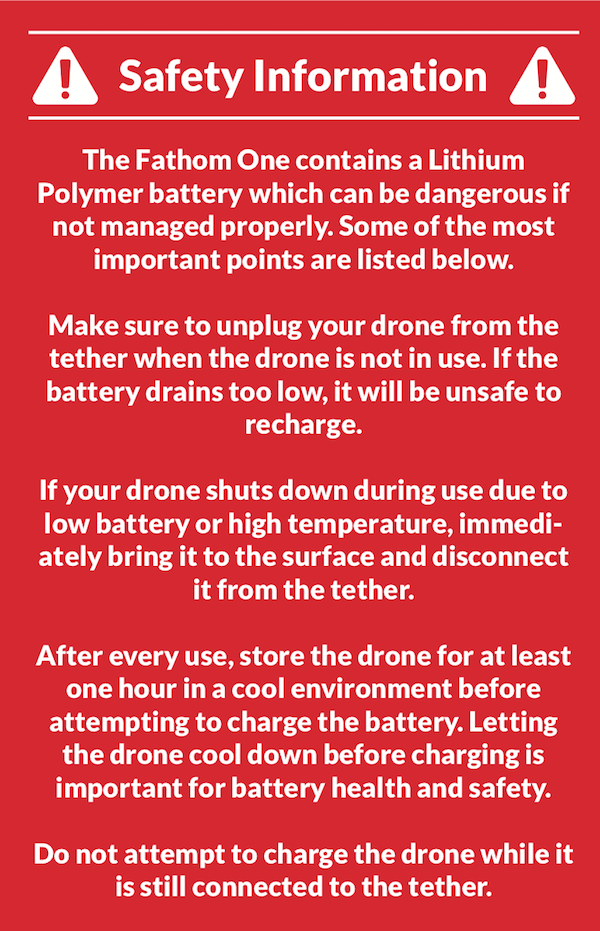 Safety Information
The Fathom One contains a Lithium
Polymer battery which can be dangerous if
not managed properly. Some of the most
important points are listed below.
Make sure to unplug your drone from the
tether when the drone is not in use. If the
battery drains too low, it will be unsafe to
recharge.
If your drone shuts down during use due to
low battery or high temperature, immedi-
ately bring it to the surface and disconnect
it from the tether.
After every use, store the drone for at least
one hour in a cool environment before
attempting to charge the battery. Letting
the drone cool down before charging is
important for battery health and safety.
Do not attempt to charge the drone while it
is still connected to the tether.